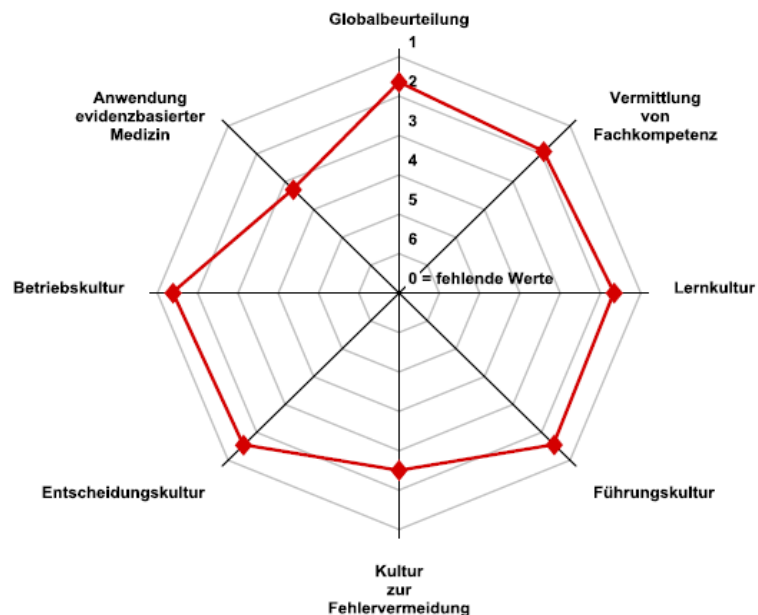 Globalbeurteilung
1
2
3
4
5
6
0 = fehlende Werte
Vermittlung
von
Fachkompetenz
Lernkultur
Führungskultur
Kultur
zur
Fehlervermeidung
Entscheidungskultur
Betriebskultur
Anwendung
evidenzbasierter
Medizin